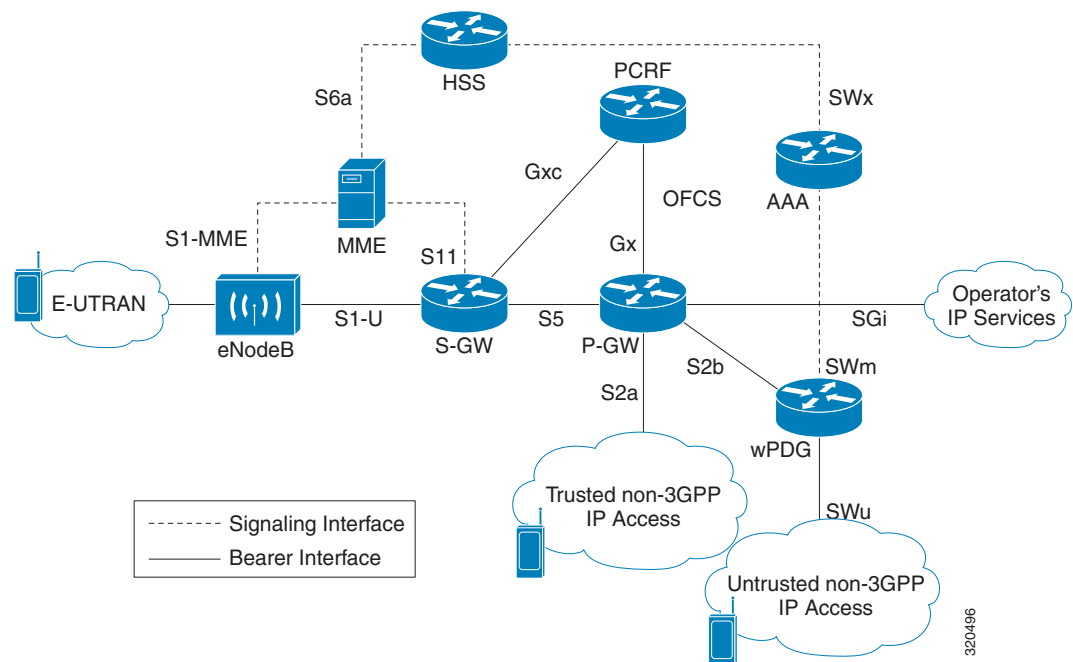 HSS
PCRF
S6a
SWx
Gxc
OFCS
AAA
S1-MME
MME
S11
Gx
E-UTRAN
eNodeB
S1-U
S-GW
S5
P-GW
SGi
Operator's
IP Services
S2b
SWm
S2a
wPDG
Trusted non-3GPP
IP Access
SWu
Signaling Interface
Bearer Interface
Untrusted non-3GPP
IP Access
320496